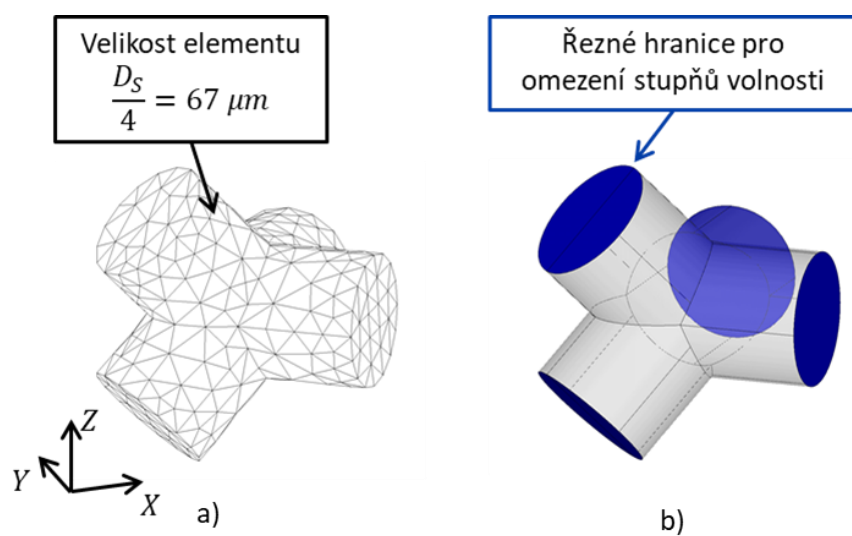 Velikost elementu
D_S/4 = 67 μm
Řezné hranice pro
omezení stupňů volnosti
Z
Y
X
a)
b)